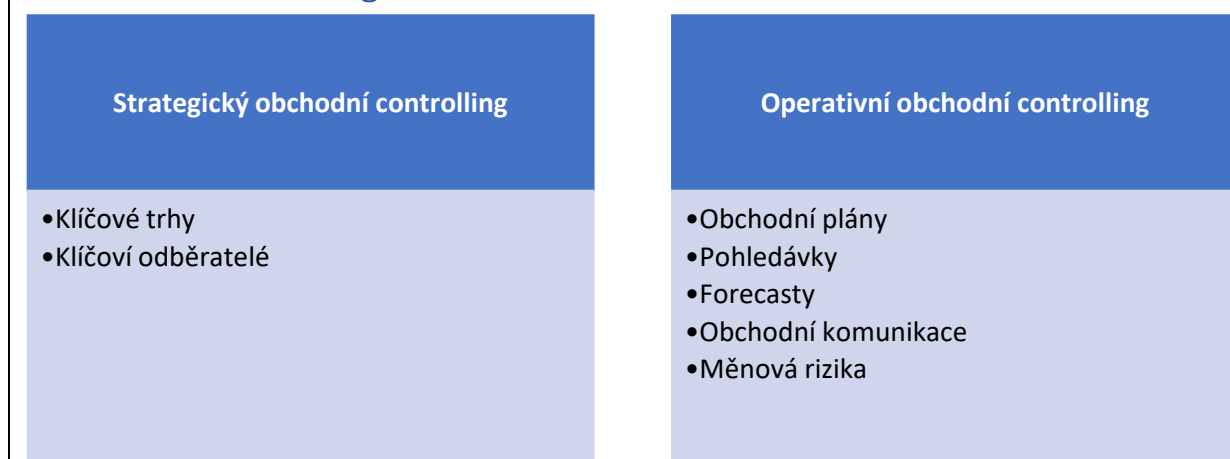 Strategický obchodní controlling
•Klíčové trhy
•Klíčoví odběratelé
Operativní obchodní controlling
•Obchodní plány
•Pohledávky
•Forecasty
•Obchodní komunikace
•Měnová rizika